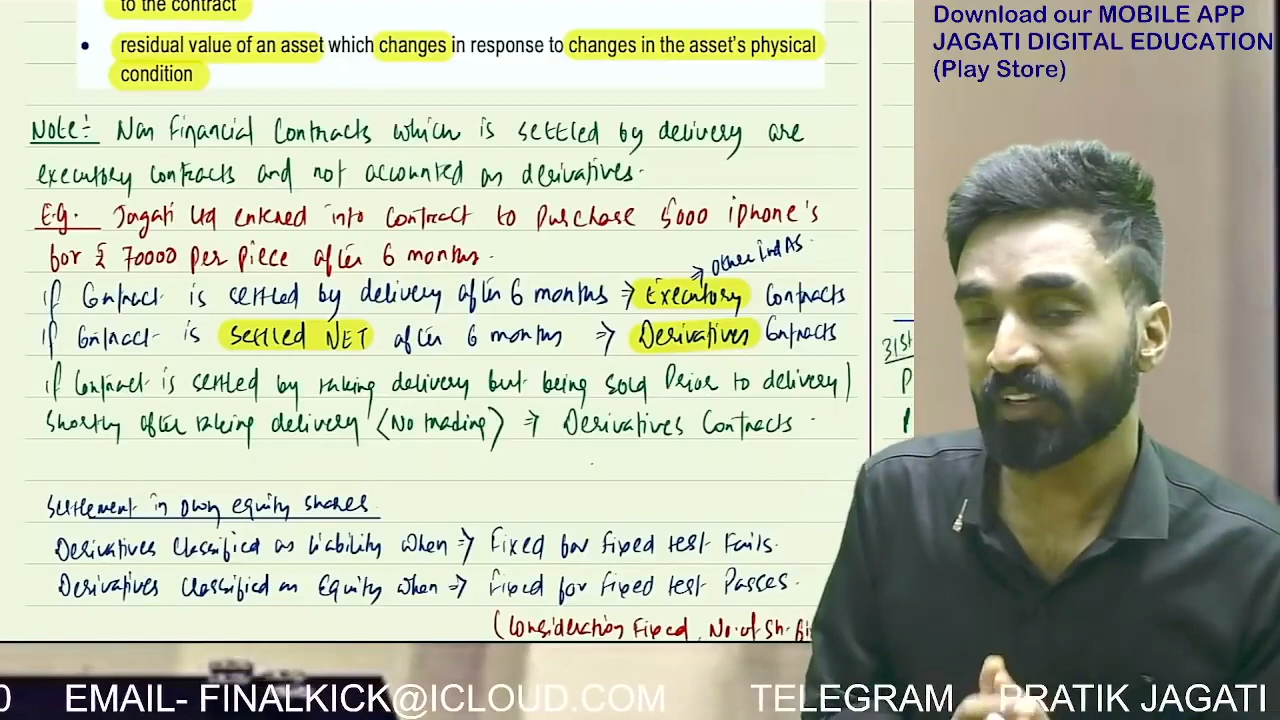 to the contract
• residual value of an asset which changes in response to changes in the asset's physical
condition
Note:- Non Financial Contracts which is settled by delivery are
executory contracts and not accounted as derivatives.
E.g. Jagati Ltd entered into contract to purchase 5000 iphone's
for ₹ 70000 per piece after 6 months.
⇒ Other Ind AS.
if Contract is settled by delivery after 6 months ⇒ Executory Contracts
if Contract is settled NET after 6 months ⇒ Derivatives Contracts
if Contract is settled by taking delivery but being sold Prior to delivery/
shortly after taking delivery (No trading) ⇒ Derivatives Contracts.
Settlement in own equity shares
Derivatives classified as liability when ⇒ Fixed for fixed test Fails.
Derivatives classified as Equity when ⇒ Fixed for fixed test Passes.
(Consideration Fixed, No. of Sh.
31st
P
Download our MOBILE APP
JAGATI DIGITAL EDUCATION
(Play Store)
0 EMAIL- FINALKICK@ICLOUD.COM TELEGRAM PRATIK JAGATI